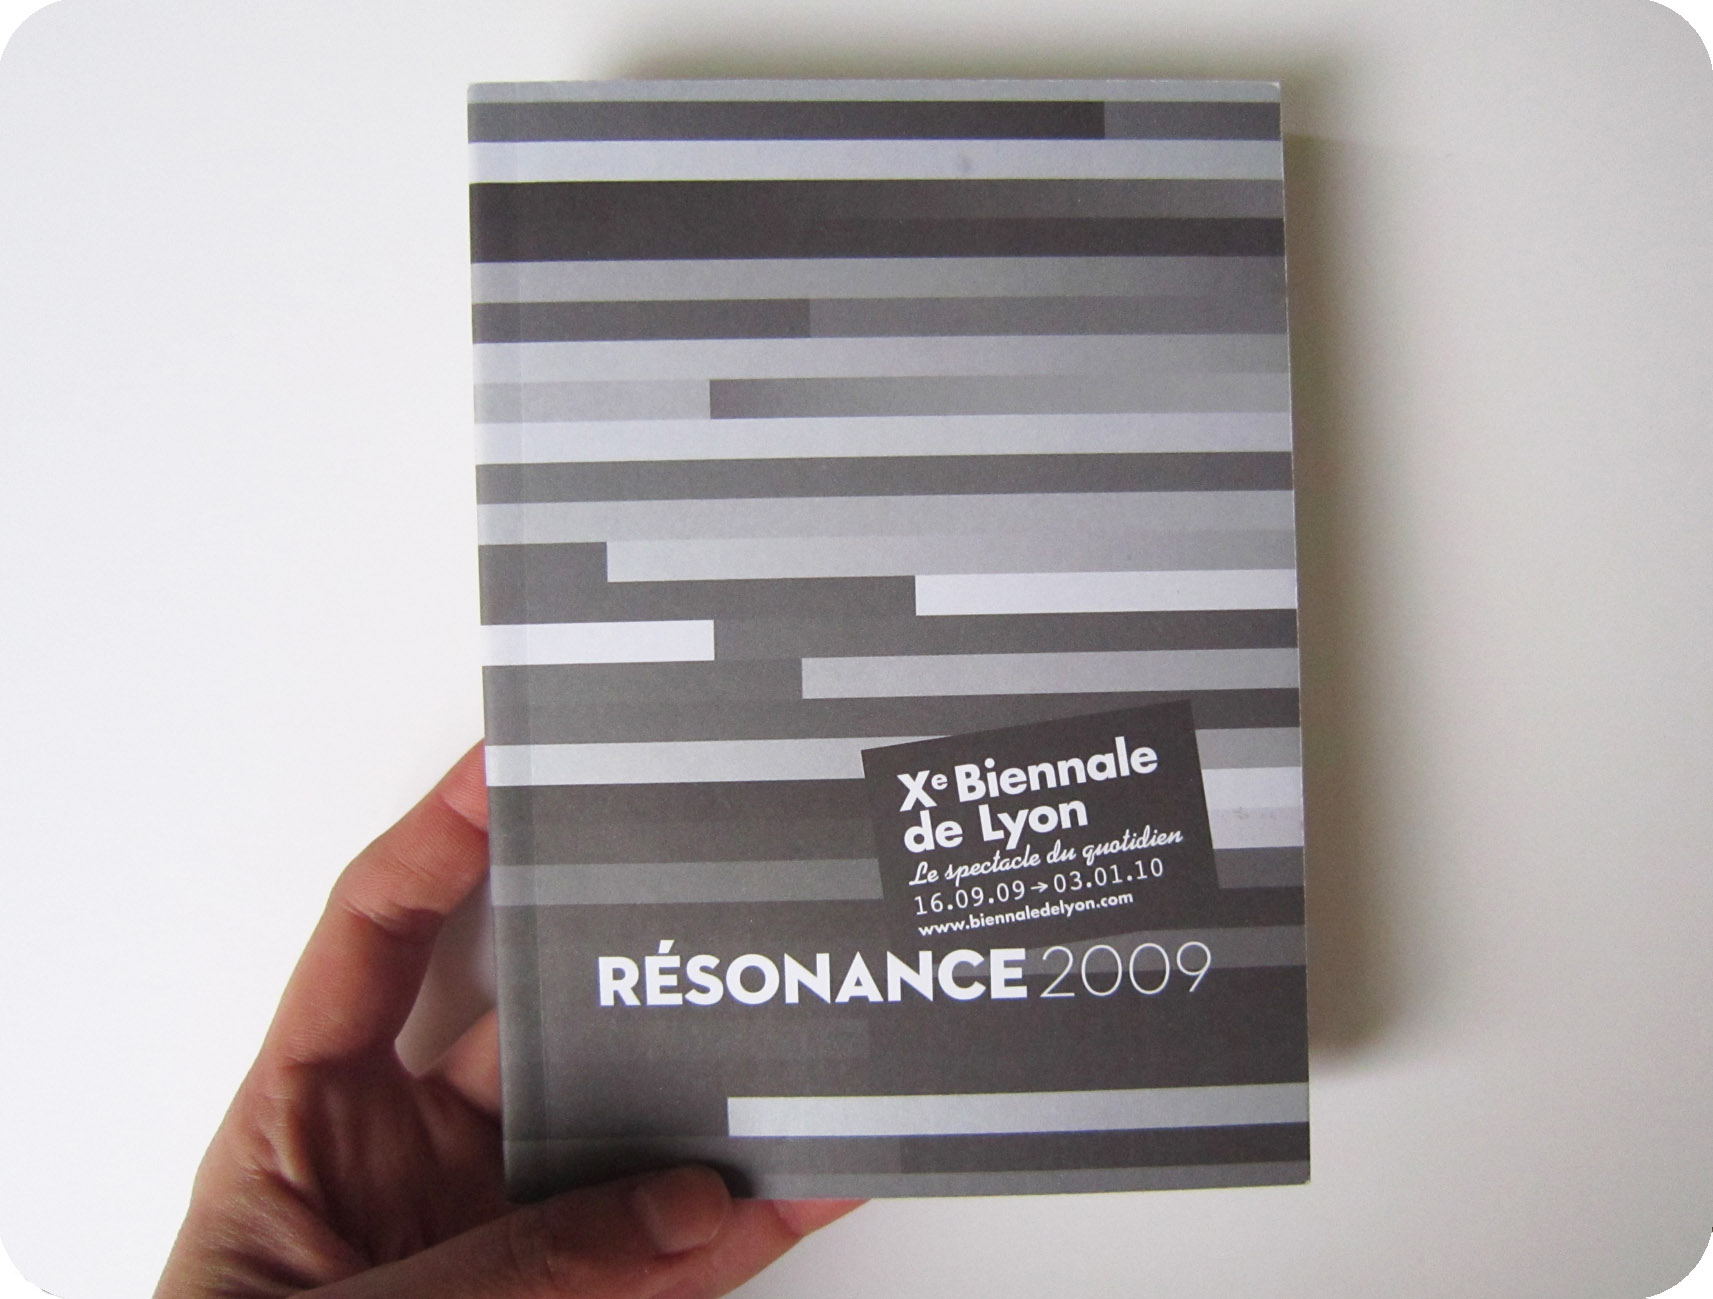 Xe Biennale
de Lyon
Le spectacle du quotidien
16.09.09→03.01.10
www.biennaledelyon.com
RÉSONANCE 2009